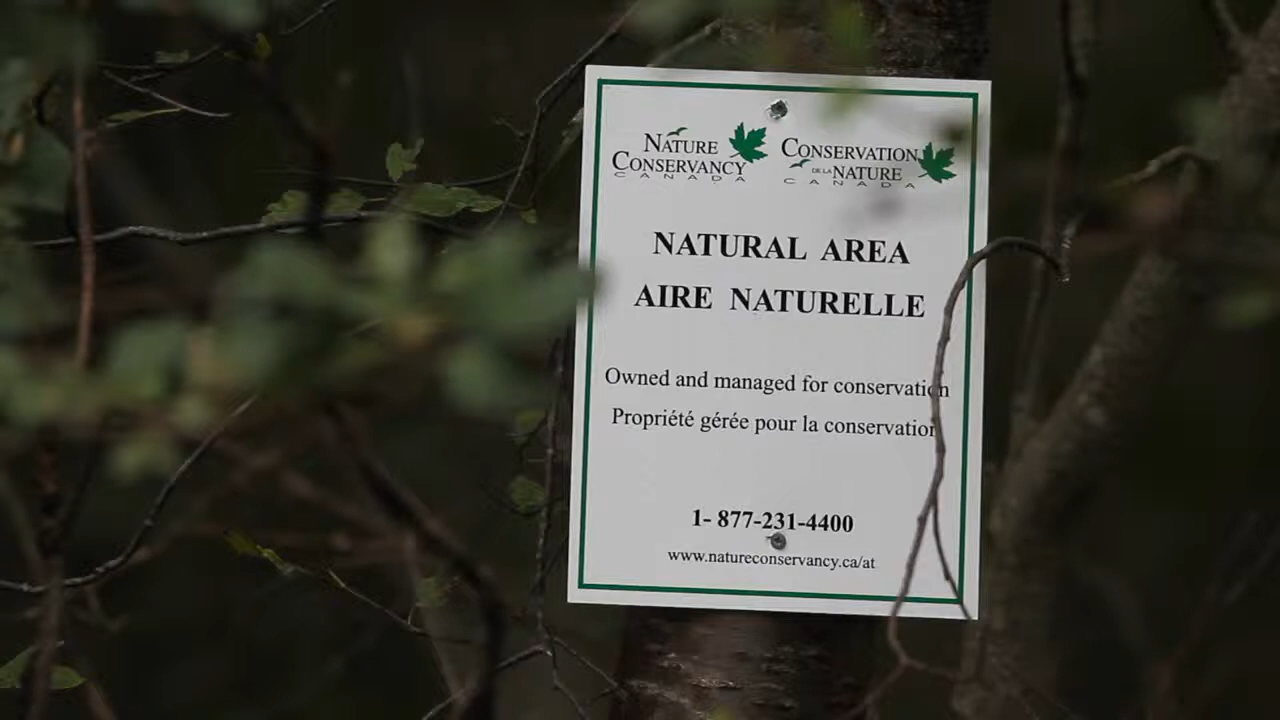 NATURE CONSERVANCY CANADA
CONSERVATION DE LA NATURE CANADA
NATURAL AREA
AIRE NATURELLE
Owned and managed for conservation
Propriété gérée pour la conservation
1- 877-231-4400
www.natureconservancy.ca/at